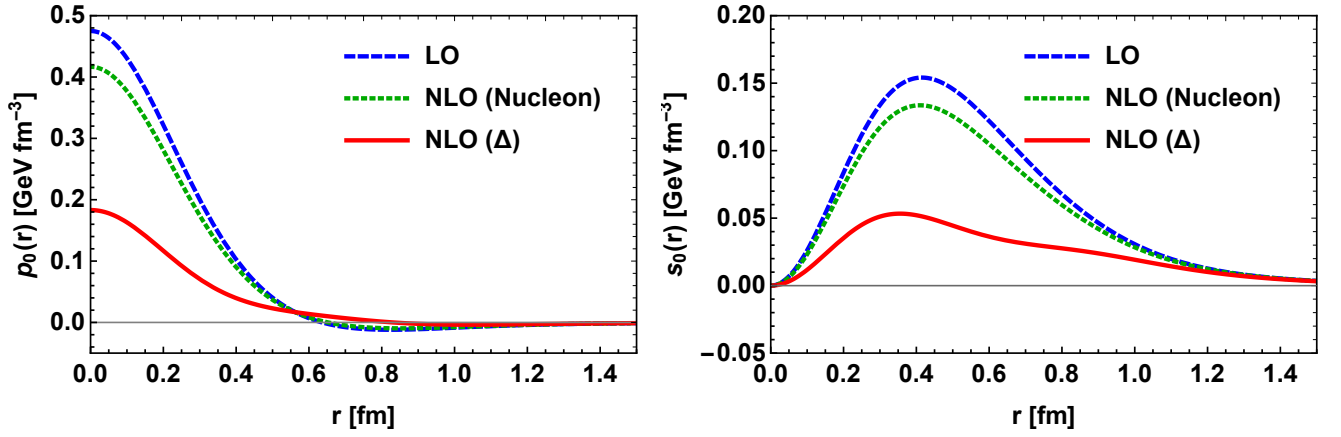 p₀(r) [GeV fm⁻³]
0.5
0.4
0.3
0.2
0.1
0.0
LO
NLO (Nucleon)
NLO (Δ)
0.0 0.2 0.4 0.6 0.8 1.0 1.2 1.4
r [fm]
s₀(r) [GeV fm⁻³]
0.20
0.15
0.10
0.05
0.00
−0.05
LO
NLO (Nucleon)
NLO (Δ)
0.0 0.2 0.4 0.6 0.8 1.0 1.2 1.4
r [fm]